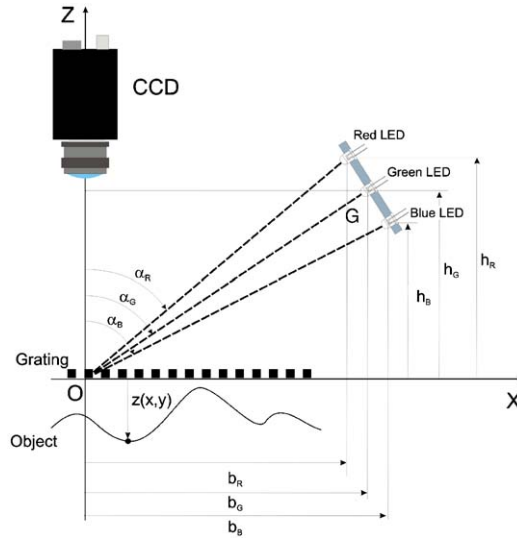 Z
CCD
Red LED
Green LED
G
Blue LED
h_R
h_G
h_B
α_R
α_G
α_B
Grating
O
X
z(x,y)
Object
b_R
b_G
b_B